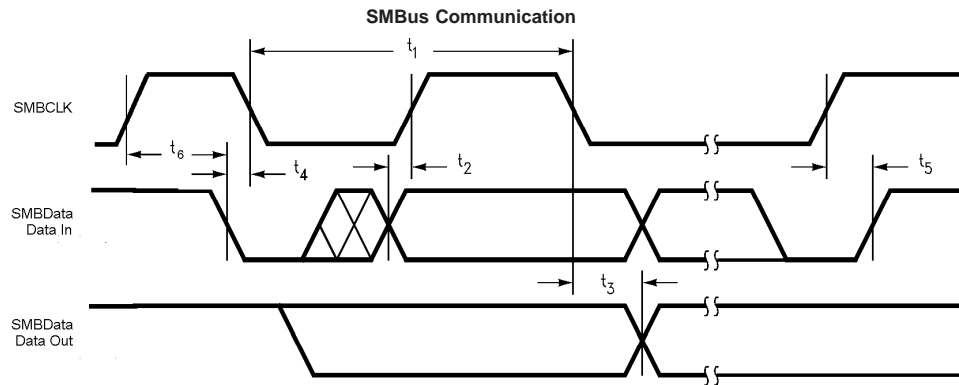 SMBus Communication
t1
SMBCLK
t6
t4
t2
t5
SMBData
Data In
t3
SMBData
Data Out